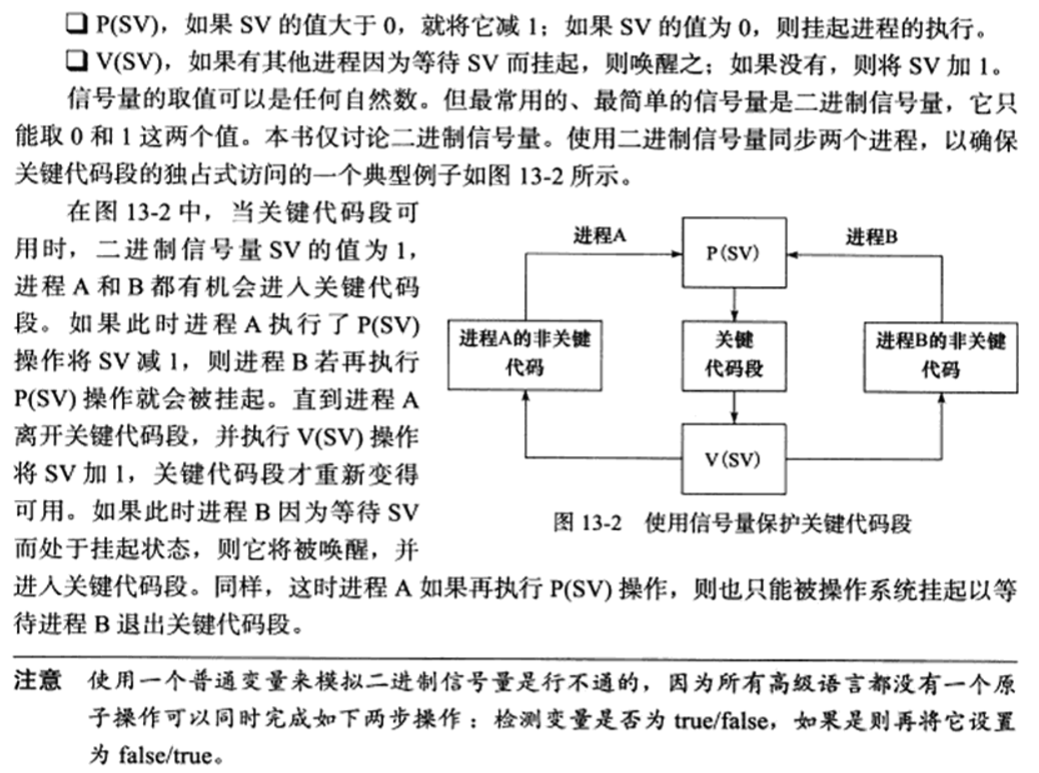 ❑ P(SV)，如果 SV 的值大于 0，就将它减 1；如果 SV 的值为 0，则挂起进程的执行。
❑ V(SV)，如果有其他进程因为等待 SV 而挂起，则唤醒之；如果没有，则将 SV 加 1。
信号量的取值可以是任何自然数。但最常用的、最简单的信号量是二进制信号量，它只
能取 0 和 1 这两个值。本书仅讨论二进制信号量。使用二进制信号量同步两个进程，以确保
关键代码段的独占式访问的一个典型例子如图 13-2 所示。
在图 13-2 中，当关键代码段可
用时，二进制信号量 SV 的值为 1，
进程 A 和 B 都有机会进入关键代码
段。如果此时进程 A 执行了 P(SV)
操作将 SV 减 1，则进程 B 若再执行
P(SV) 操作就会被挂起。直到进程 A
离开关键代码段，并执行 V(SV) 操作
将 SV 加 1，关键代码段才重新变得
可用。如果此时进程 B 因为等待 SV
而处于挂起状态，则它将被唤醒，并
进入关键代码段。同样，这时进程 A 如果再执行 P(SV) 操作，则也只能被操作系统挂起以等
待进程 B 退出关键代码段。
进程A
P(SV)
进程B
进程A的非关键
代码
关键
代码段
进程B的非关键
代码
V(SV)
图 13-2 使用信号量保护关键代码段
注意 使用一个普通变量来模拟二进制信号量是行不通的，因为所有高级语言都没有一个原
子操作可以同时完成如下两步操作：检测变量是否为 true/false，如果是则再将它设置
为 false/true。